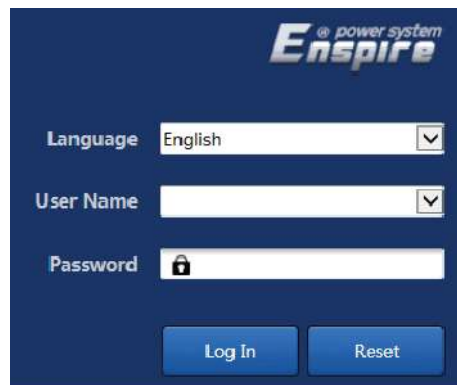 ® power system
Enspire
Language English
User Name
Password
Log In Reset